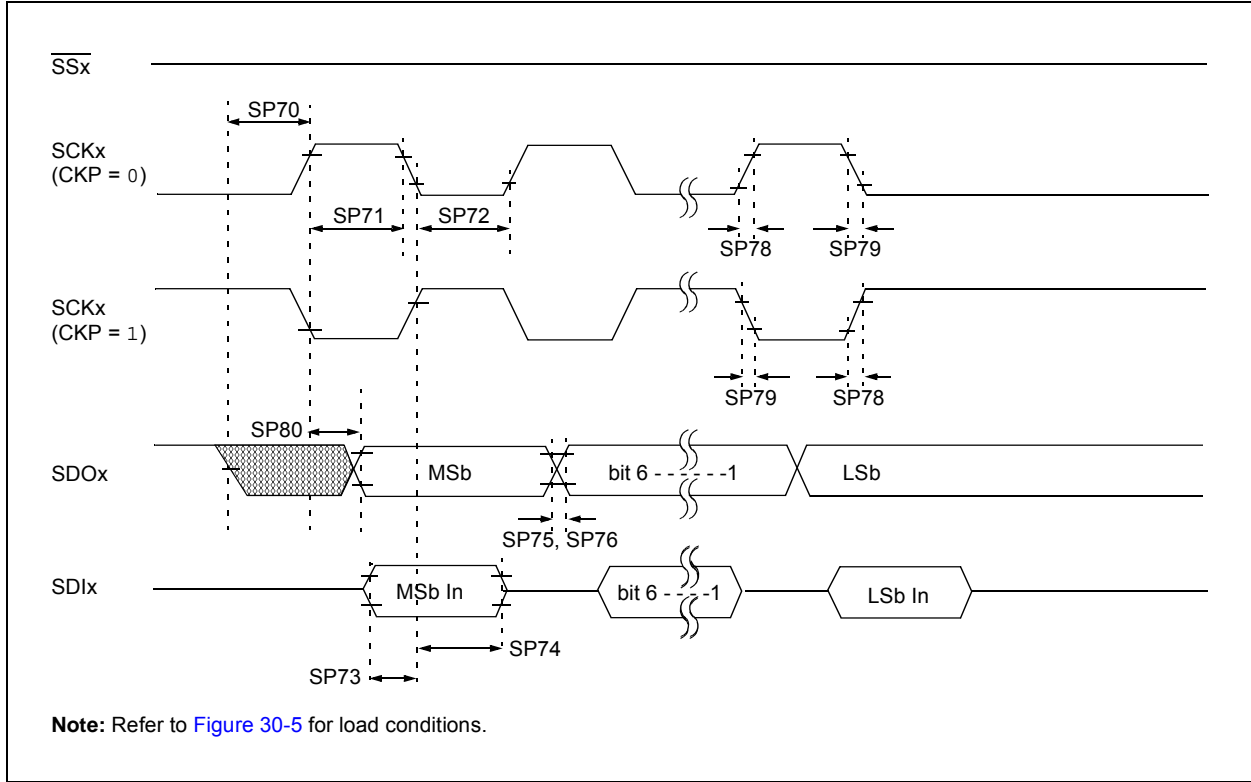 SSx
SP70
SCKx
(CKP = 0)
SP71
SP72
SP78
SP79
SCKx
(CKP = 1)
SP79
SP78
SP80
SDOx
MSb
bit 6 - - - - - - -1
LSb
SP75, SP76
SDIx
MSb In
bit 6 - - - - -1
LSb In
SP74
SP73
Note: Refer to Figure 30-5 for load conditions.